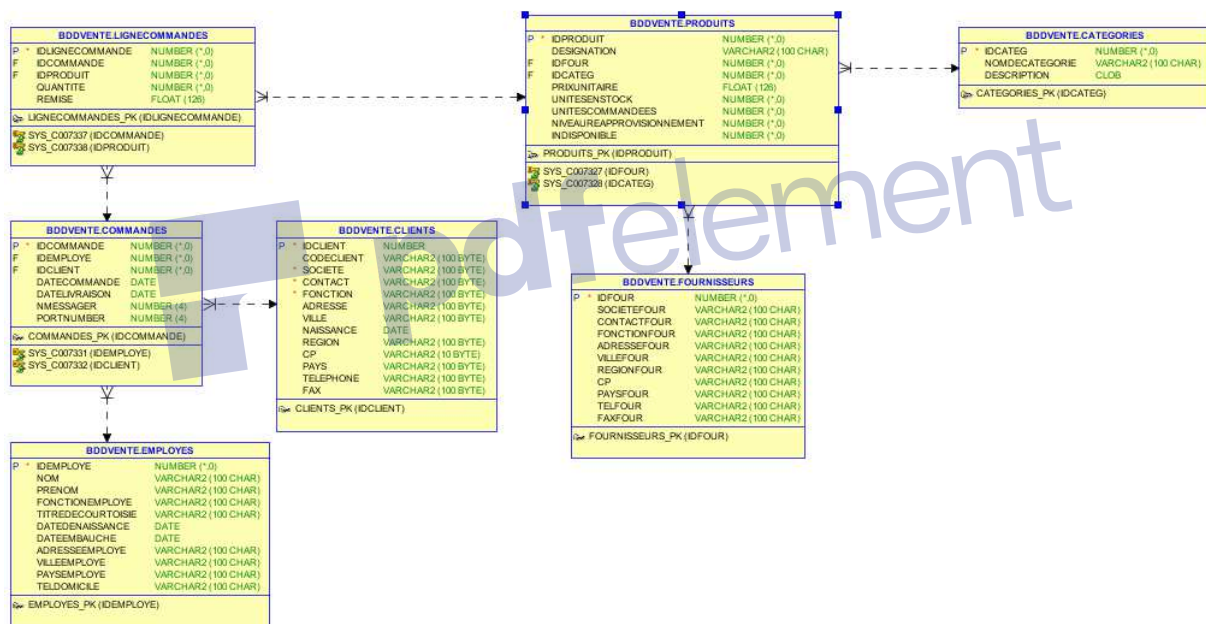 BDDVENTE.LIGNECOMMANDES
P * IDLIGNECOMMANDE NUMBER (*,0)
F IDCOMMANDE NUMBER (*,0)
F IDPRODUIT NUMBER (*,0)
QUANTITE NUMBER (*,0)
REMISE FLOAT (126)
LIGNECOMMANDES_PK (IDLIGNECOMMANDE)
SYS_C007337 (IDCOMMANDE)
SYS_C007338 (IDPRODUIT)
BDDVENTE.PRODUITS
P * IDPRODUIT NUMBER (*,0)
DESIGNATION VARCHAR2 (100 CHAR)
F IDFOUR NUMBER (*,0)
F IDCATEG NUMBER (*,0)
PRIXUNITAIRE FLOAT (126)
UNITESENSTOCK NUMBER (*,0)
UNITESCOMMANDEES NUMBER (*,0)
NIVEAUREAPPROVISIONNEMENT NUMBER (*,0)
INDISPONIBLE NUMBER (*,0)
PRODUITS_PK (IDPRODUIT)
SYS_C007327 (IDFOUR)
SYS_C007328 (IDCATEG)
BDDVENTE.CATEGORIES
P * IDCATEG NUMBER (*,0)
NOMDECATEGORIE VARCHAR2 (100 CHAR)
DESCRIPTION CLOB
CATEGORIES_PK (IDCATEG)
BDDVENTE.COMMANDES
P * IDCOMMANDE NUMBER (*,0)
F IDEMPLOYE NUMBER (*,0)
F IDCLIENT NUMBER (*,0)
DATECOMMANDE DATE
DATELIVRAISON DATE
NMESSAGER NUMBER (4)
PORTNUMBER NUMBER (4)
COMMANDES_PK (IDCOMMANDE)
SYS_C007331 (IDEMPLOYE)
SYS_C007332 (IDCLIENT)
BDDVENTE.CLIENTS
P * IDCLIENT NUMBER
CODECLIENT VARCHAR2 (100 BYTE)
* SOCIETE VARCHAR2 (100 BYTE)
* CONTACT VARCHAR2 (100 BYTE)
* FONCTION VARCHAR2 (100 BYTE)
ADRESSE VARCHAR2 (100 BYTE)
VILLE VARCHAR2 (100 BYTE)
NAISSANCE DATE
REGION VARCHAR2 (100 BYTE)
CP VARCHAR2 (10 BYTE)
PAYS VARCHAR2 (100 BYTE)
TELEPHONE VARCHAR2 (100 BYTE)
FAX VARCHAR2 (100 BYTE)
CLIENTS_PK (IDCLIENT)
BDDVENTE.FOURNISSEURS
P * IDFOUR NUMBER (*,0)
SOCIETEFOUR VARCHAR2 (100 CHAR)
CONTACTFOUR VARCHAR2 (100 CHAR)
FONCTIONFOUR VARCHAR2 (100 CHAR)
ADRESSEFOUR VARCHAR2 (100 CHAR)
VILLEFOUR VARCHAR2 (100 CHAR)
REGIONFOUR VARCHAR2 (100 CHAR)
CP VARCHAR2 (100 CHAR)
PAYSFOUR VARCHAR2 (100 CHAR)
TELFOUR VARCHAR2 (100 CHAR)
FAXFOUR VARCHAR2 (100 CHAR)
FOURNISSEURS_PK (IDFOUR)
BDDVENTE.EMPLOYES
P * IDEMPLOYE NUMBER (*,0)
NOM VARCHAR2 (100 CHAR)
PRENOM VARCHAR2 (100 CHAR)
FONCTIONEMPLOYE VARCHAR2 (100 CHAR)
TITREDECOURTOISIE VARCHAR2 (100 CHAR)
DATEDENAISSANCE DATE
DATEEMBAUCHE DATE
ADRESSEEMPLOYE VARCHAR2 (100 CHAR)
VILLEEMPLOYE VARCHAR2 (100 CHAR)
PAYSEMPLOYE VARCHAR2 (100 CHAR)
TELDOMICILE VARCHAR2 (100 CHAR)
EMPLOYES_PK (IDEMPLOYE)
pdfelement